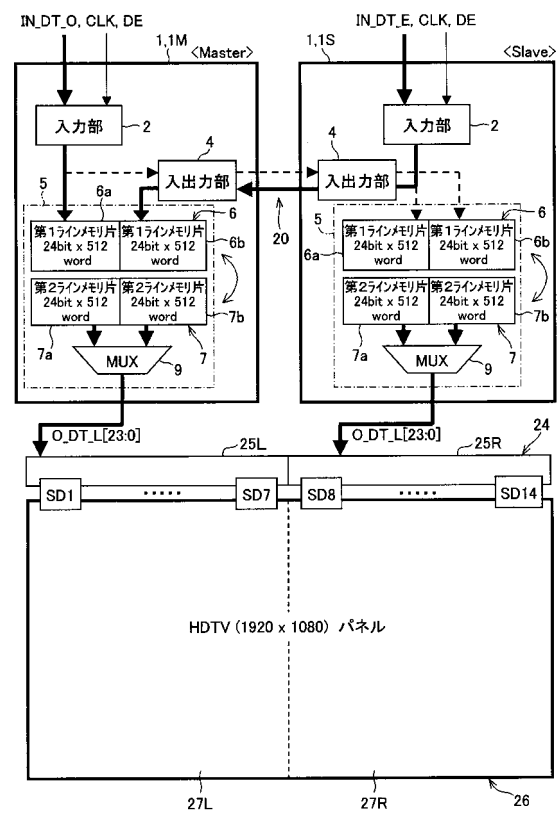 IN_DT_O, CLK, DE
IN_DT_E, CLK, DE
1,1M
<Master>
1,1S
<Slave>
入力部
2
入力部
2
4
入出力部
4
入出力部
20
5
6a
6
第1ラインメモリ片
24bit x 512
word
第1ラインメモリ片
24bit x 512
word
6b
第2ラインメモリ片
24bit x 512
word
第2ラインメモリ片
24bit x 512
word
7b
7a
7
MUX
9
5
6
6a
第1ラインメモリ片
24bit x 512
word
第1ラインメモリ片
24bit x 512
word
6b
第2ラインメモリ片
24bit x 512
word
第2ラインメモリ片
24bit x 512
word
7b
7a
7
MUX
9
O_DT_L[23:0]
O_DT_L[23:0]
25L
25R
24
SD1
.....
SD7
SD8
.....
SD14
HDTV (1920 x 1080) パネル
27L
27R
26